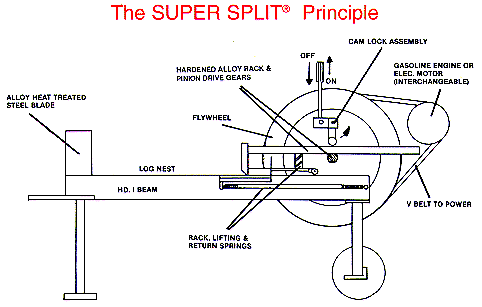 The SUPER SPLIT® Principle
CAM LOCK ASSEMBLY
HARDENED ALLOY RACK &
PINION DRIVE GEARS
OFF
ON
GASOLINE ENGINE OR
ELEC. MOTOR
(INTERCHANGEABLE)
ALLOY HEAT TREATED
STEEL BLADE
FLYWHEEL
LOG NEST
HD. I BEAM
V BELT TO POWER
RACK, LIFTING &
RETURN SPRINGS